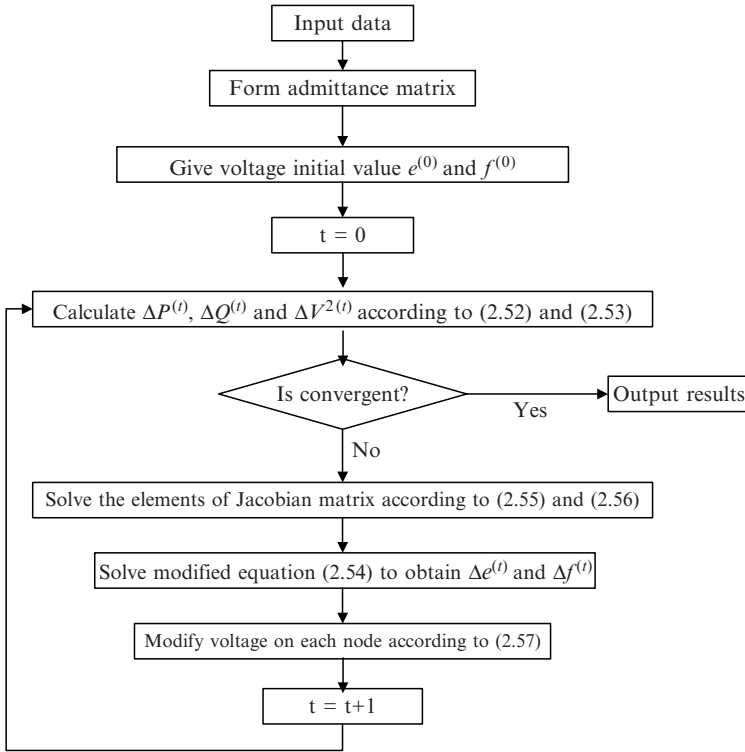 Input data
Form admittance matrix
Give voltage initial value e⁽⁰⁾ and f⁽⁰⁾
t = 0
Calculate ΔP⁽ᵗ⁾, ΔQ⁽ᵗ⁾ and ΔV²⁽ᵗ⁾ according to (2.52) and (2.53)
Is convergent?
Yes
Output results
No
Solve the elements of Jacobian matrix according to (2.55) and (2.56)
Solve modified equation (2.54) to obtain Δe⁽ᵗ⁾ and Δf⁽ᵗ⁾
Modify voltage on each node according to (2.57)
t = t+1